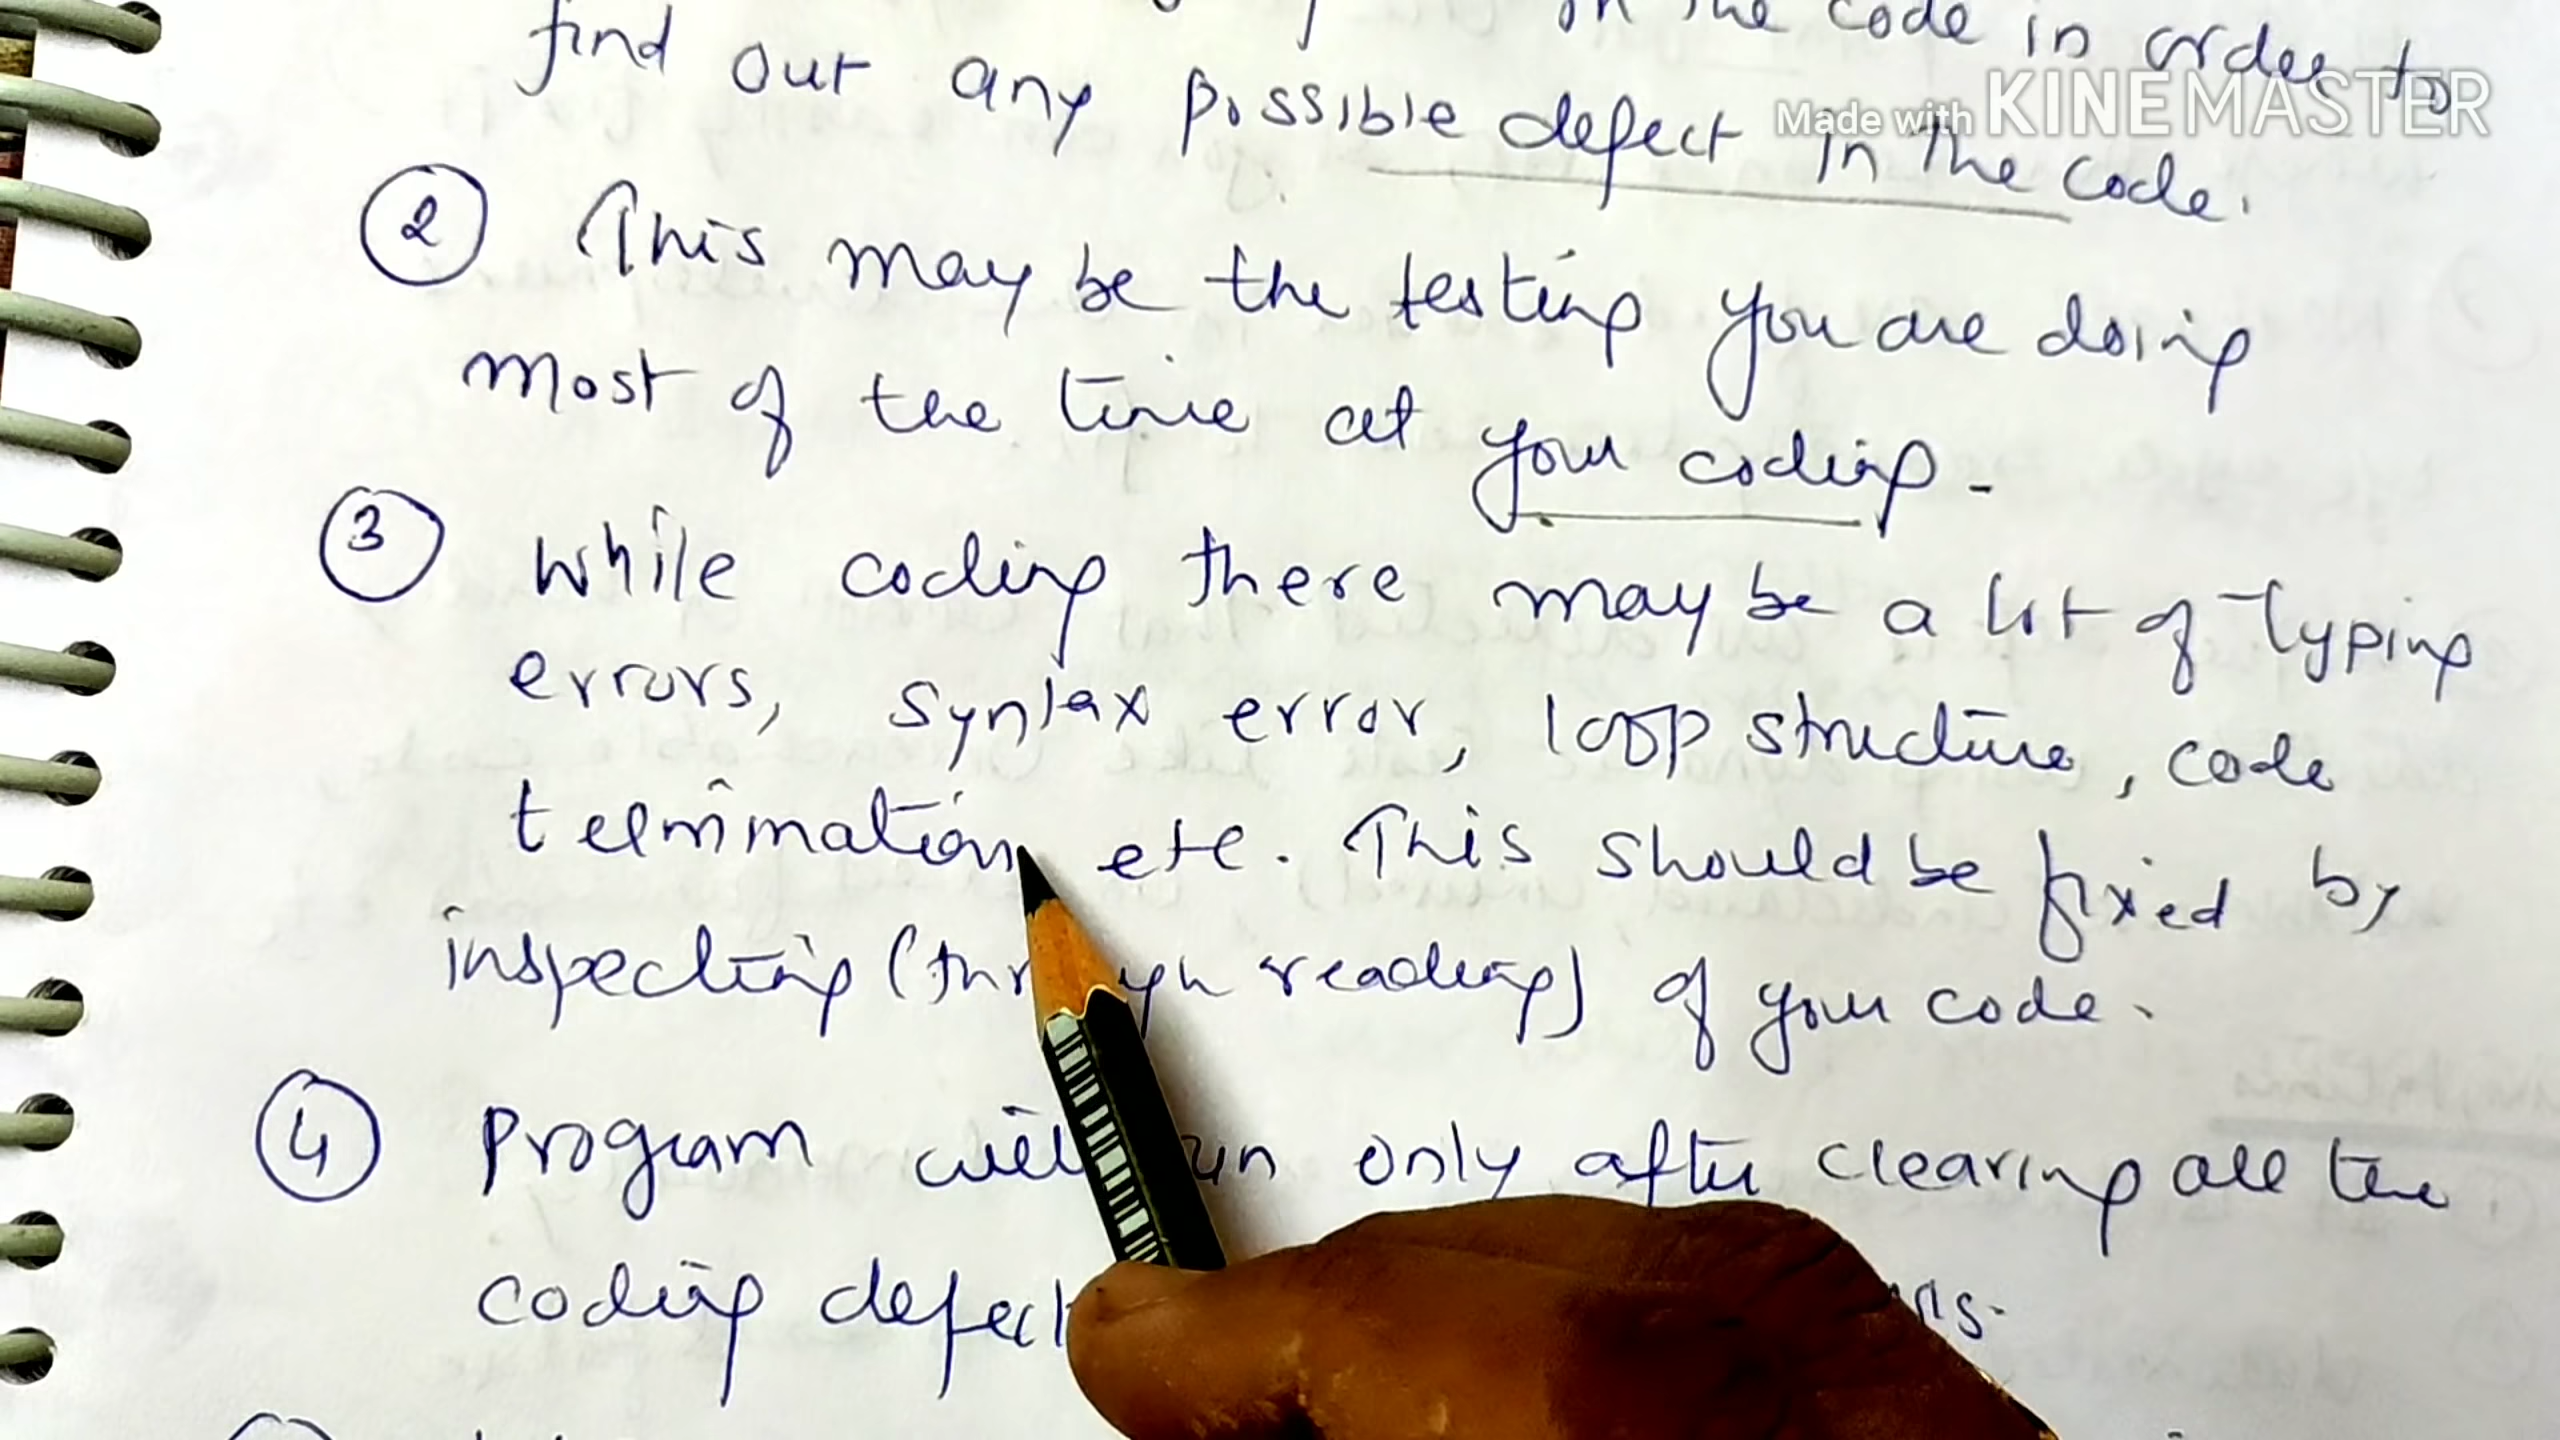 in the code in order to
find out any possible defect in the code.
Made with KINEMASTER
2 This may be the testing you are doing
most of the time at your coding.
3 While coding there may be a lot of typing
errors, syntax error, loop structure, code
termination etc. This should be fixed by
inspecting (through reading) of your code.
4 Program will run only after clearing all the
coding defect